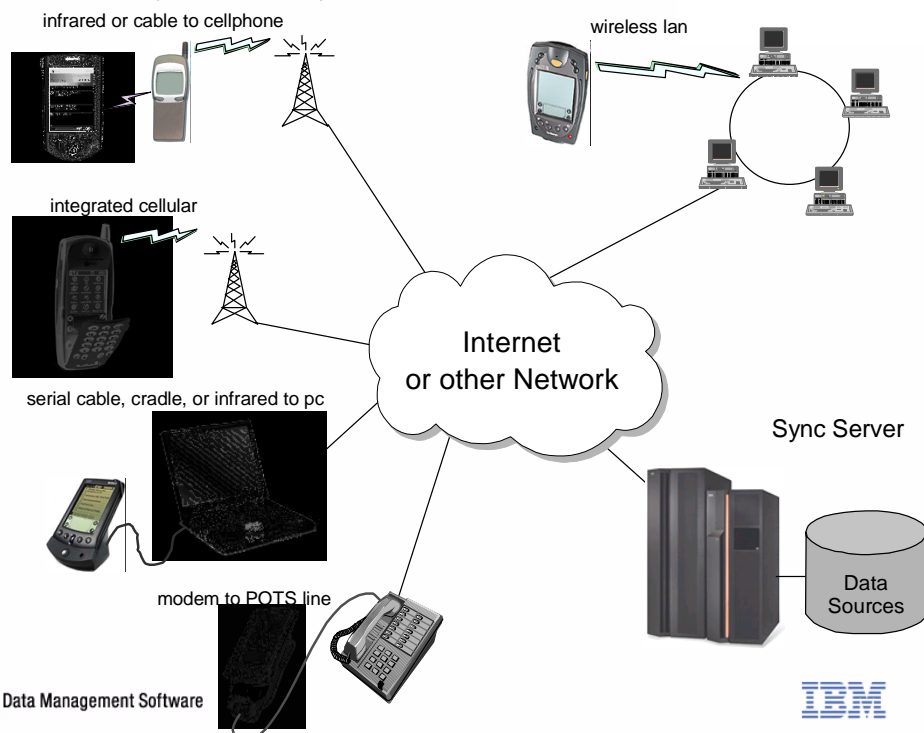 infrared or cable to cellphone
wireless lan
integrated cellular
Internet
or other Network
serial cable, cradle, or infrared to pc
Sync Server
Data
Sources
modem to POTS line
Data Management Software
IBM